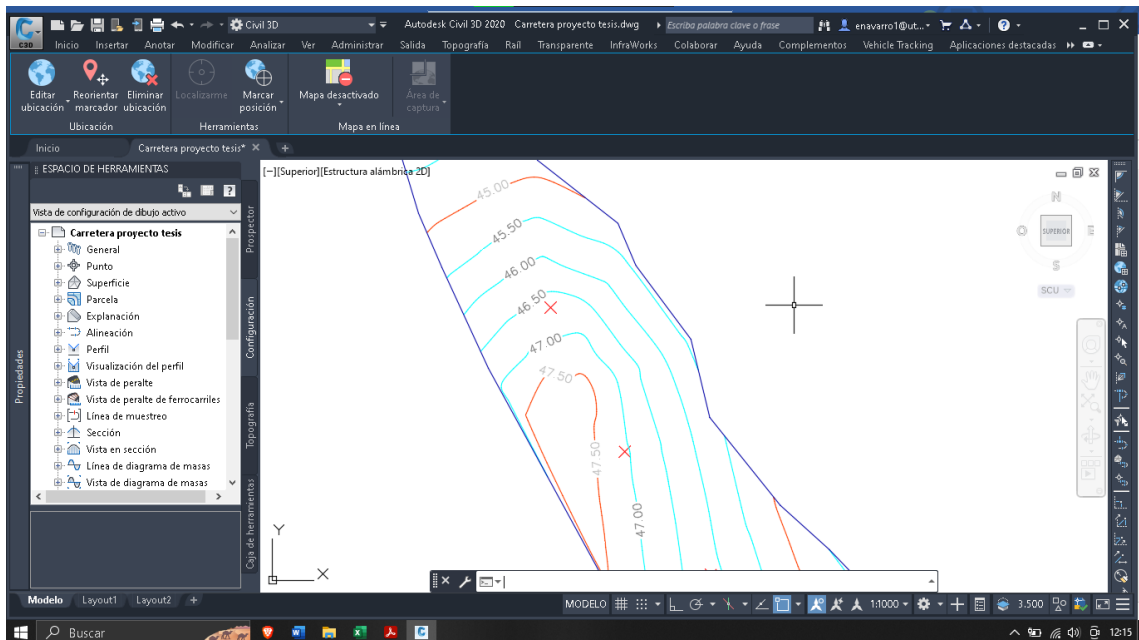 Civil 3D
Autodesk Civil 3D 2020 Carretera proyecto tesis.dwg
Escriba palabra clave o frase
enavarro1@ut...
C3D
Inicio Insertar Anotar Modificar Analizar Ver Administrar Salida Topografía Raíl Transparente InfraWorks Colaborar Ayuda Complementos Vehicle Tracking Aplicaciones destacadas
Editar ubicación
Reorientar marcador
Eliminar ubicación
Localizarme
Marcar posición
Mapa desactivado
Área de captura
Ubicación Herramientas Mapa en línea
Inicio Carretera proyecto tesis*
ESPACIO DE HERRAMIENTAS
Vista de configuración de dibujo activo
Carretera proyecto tesis
General
Punto
Superficie
Parcela
Explanación
Alineación
Perfil
Visualización del perfil
Vista de peralte
Vista de peralte de ferrocarriles
Línea de muestreo
Sección
Vista en sección
Línea de diagrama de masas
Vista de diagrama de masas
Propiedades
Prospector
Configuración
Topografía
Caja de herramientas
[−][Superior][Estructura alámbrica 2D]
45.00
45.50
46.00
46.50
47.00
47.50
47.50
47.00
N
O SUPERIOR E
S
SCU
Y
X
Modelo Layout1 Layout2 +
MODELO
1:1000
3.500
Buscar
12:15